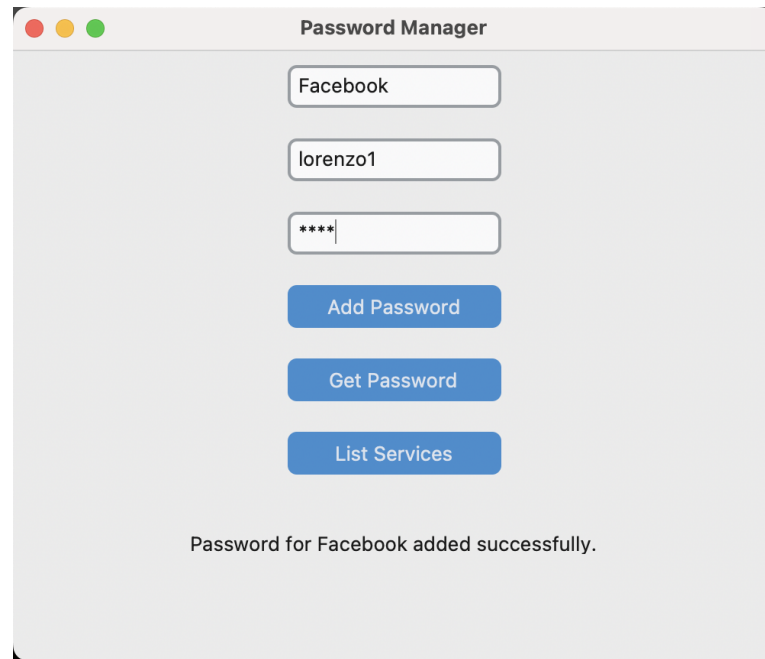 Password Manager
Facebook
lorenzo1
****
Add Password
Get Password
List Services
Password for Facebook added successfully.